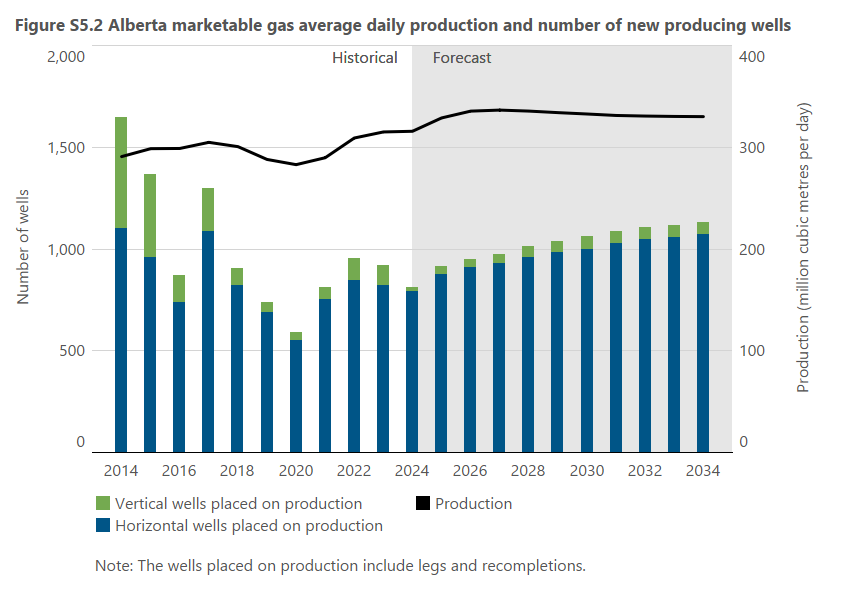 Figure S5.2 Alberta marketable gas average daily production and number of new producing wells
Historical
Forecast
2,000
1,500
1,000
500
0
Number of wells
400
300
200
100
0
Production (million cubic metres per day)
2014 2016 2018 2020 2022 2024 2026 2028 2030 2032 2034
Vertical wells placed on production
Production
Horizontal wells placed on production
Note: The wells placed on production include legs and recompletions.